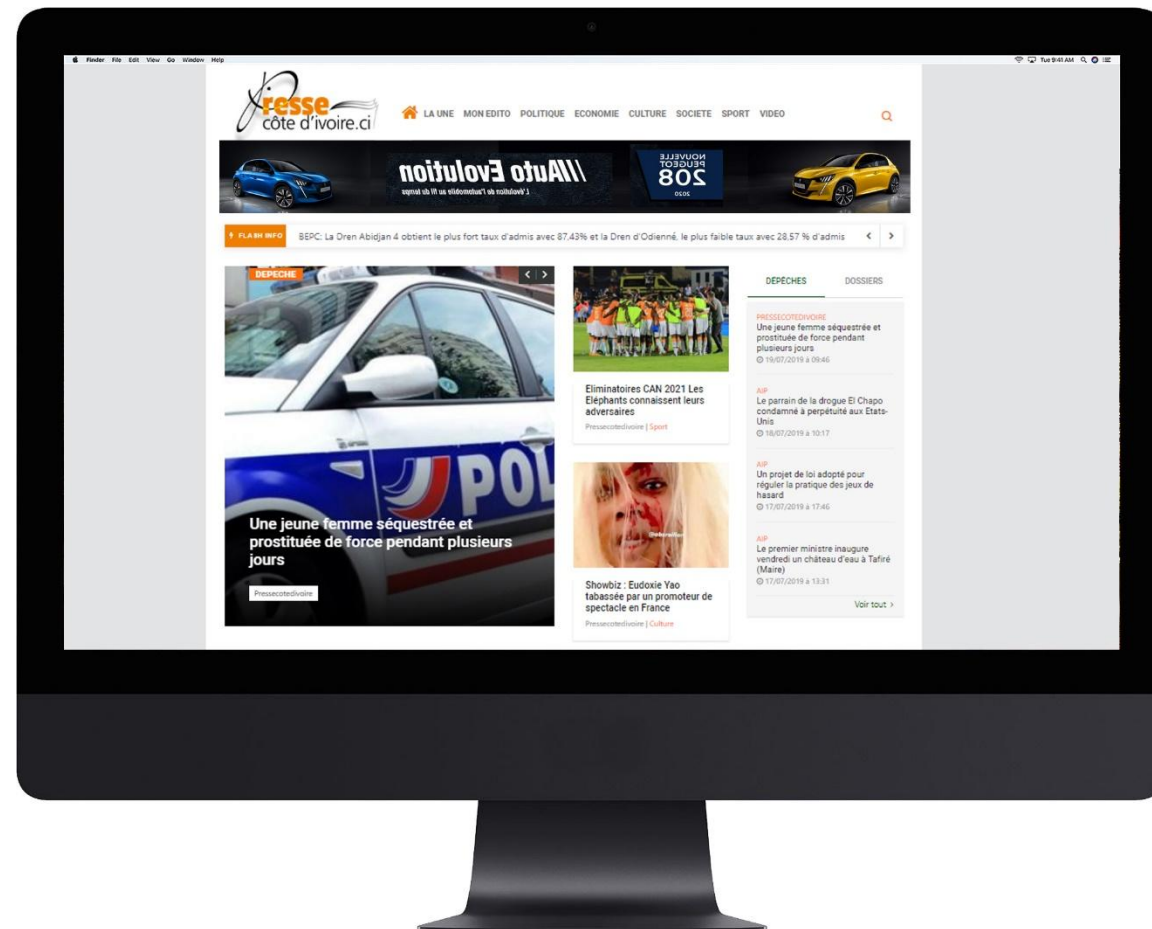 Finder File Edit View Go Window Help
Tue 9:41 AM
Presse
côte d'ivoire.ci
LA UNE MON EDITO POLITIQUE ECONOMIE CULTURE SOCIETE SPORT VIDEO
\\\Auto Evolution
L'évolution de l'automobile au fil du temps
NOUVELLE
PEUGEOT
208
2020
FLASH INFO
BEPC: La Dren Abidjan 4 obtient le plus fort taux d'admis avec 87,43% et la Dren d'Odienné, le plus faible taux avec 28,57 % d'admis
DEPECHE
POL
Une jeune femme séquestrée et
prostituée de force pendant plusieurs
jours
Pressecotedivoire
Eliminatoires CAN 2021 Les
Eléphants connaissent leurs
adversaires
Pressecotedivoire | Sport
Showbiz : Eudoxie Yao
tabassée par un promoteur de
spectacle en France
Pressecotedivoire | Culture
DÉPÊCHES DOSSIERS
PRESSECOTEDIVOIRE
Une jeune femme séquestrée et
prostituée de force pendant
plusieurs jours
19/07/2019 à 09:46
AIP
Le parrain de la drogue El Chapo
condamné à perpétuité aux Etats-
Unis
18/07/2019 à 10:17
AIP
Un projet de loi adopté pour
réguler la pratique des jeux de
hasard
17/07/2019 à 17:46
AIP
Le premier ministre inaugure
vendredi un château d'eau à Tafiré
(Maire)
17/07/2019 à 13:31
Voir tout >